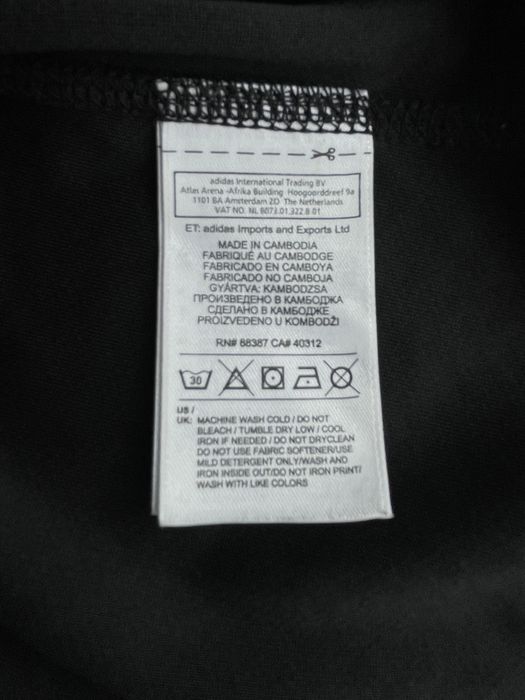 adidas International Trading BV
Atlas Arena -Afrika Building Hoogoorddreef 9a
1101 BA Amsterdam ZO The Netherlands
VAT NO. NL 8073.01.322.B.01
ET: adidas Imports and Exports Ltd
MADE IN CAMBODIA
FABRIQUÉ AU CAMBODGE
FABRICADO EN CAMBOYA
FABRICADO NO CAMBOJA
GYÁRTVA: KAMBODZSA
ПРОИЗВЕДЕНО В КАМБОДЖА
СДЕЛАНО В КАМБОДЖЕ
PROIZVEDENO U KOMBODŽI
RN# 88387 CA# 40312
30
US /
UK: MACHINE WASH COLD / DO NOT
BLEACH / TUMBLE DRY LOW / COOL
IRON IF NEEDED / DO NOT DRYCLEAN
DO NOT USE FABRIC SOFTENER/USE
MILD DETERGENT ONLY/WASH AND
IRON INSIDE OUT/DO NOT IRON PRINT/
WASH WITH LIKE COLORS